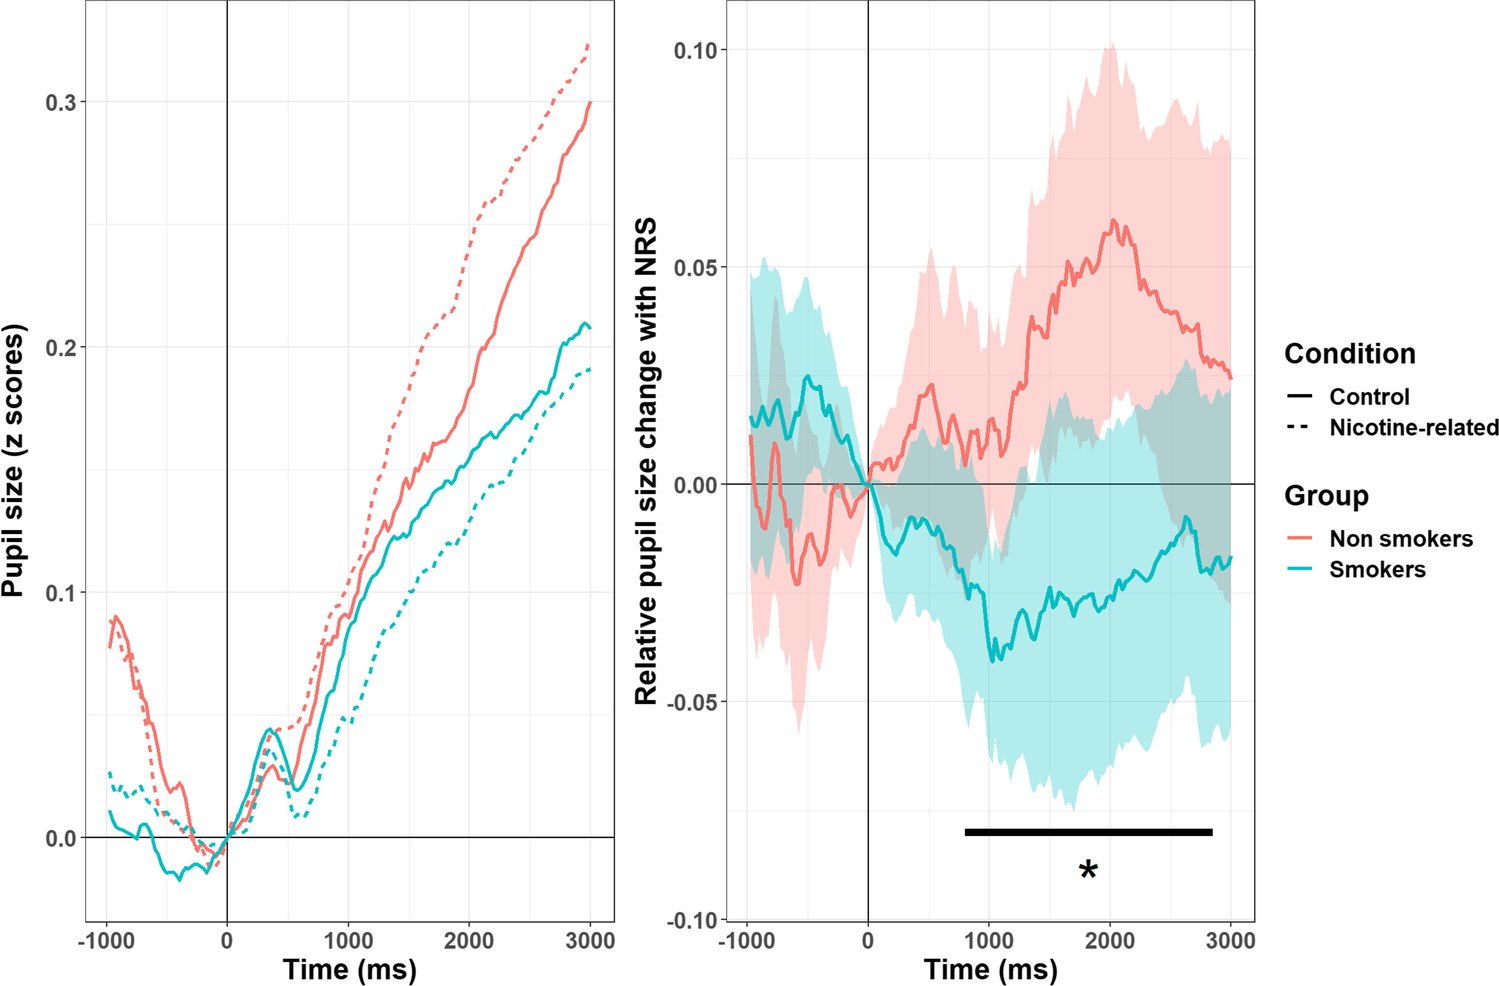 Pupil size (z scores)
0.3
0.2
0.1
0.0
-1000 0 1000 2000 3000
Time (ms)
Relative pupil size change with NRS
0.10
0.05
0.00
-0.05
-0.10
*
-1000 0 1000 2000 3000
Time (ms)
Condition
Control
Nicotine-related
Group
Non smokers
Smokers